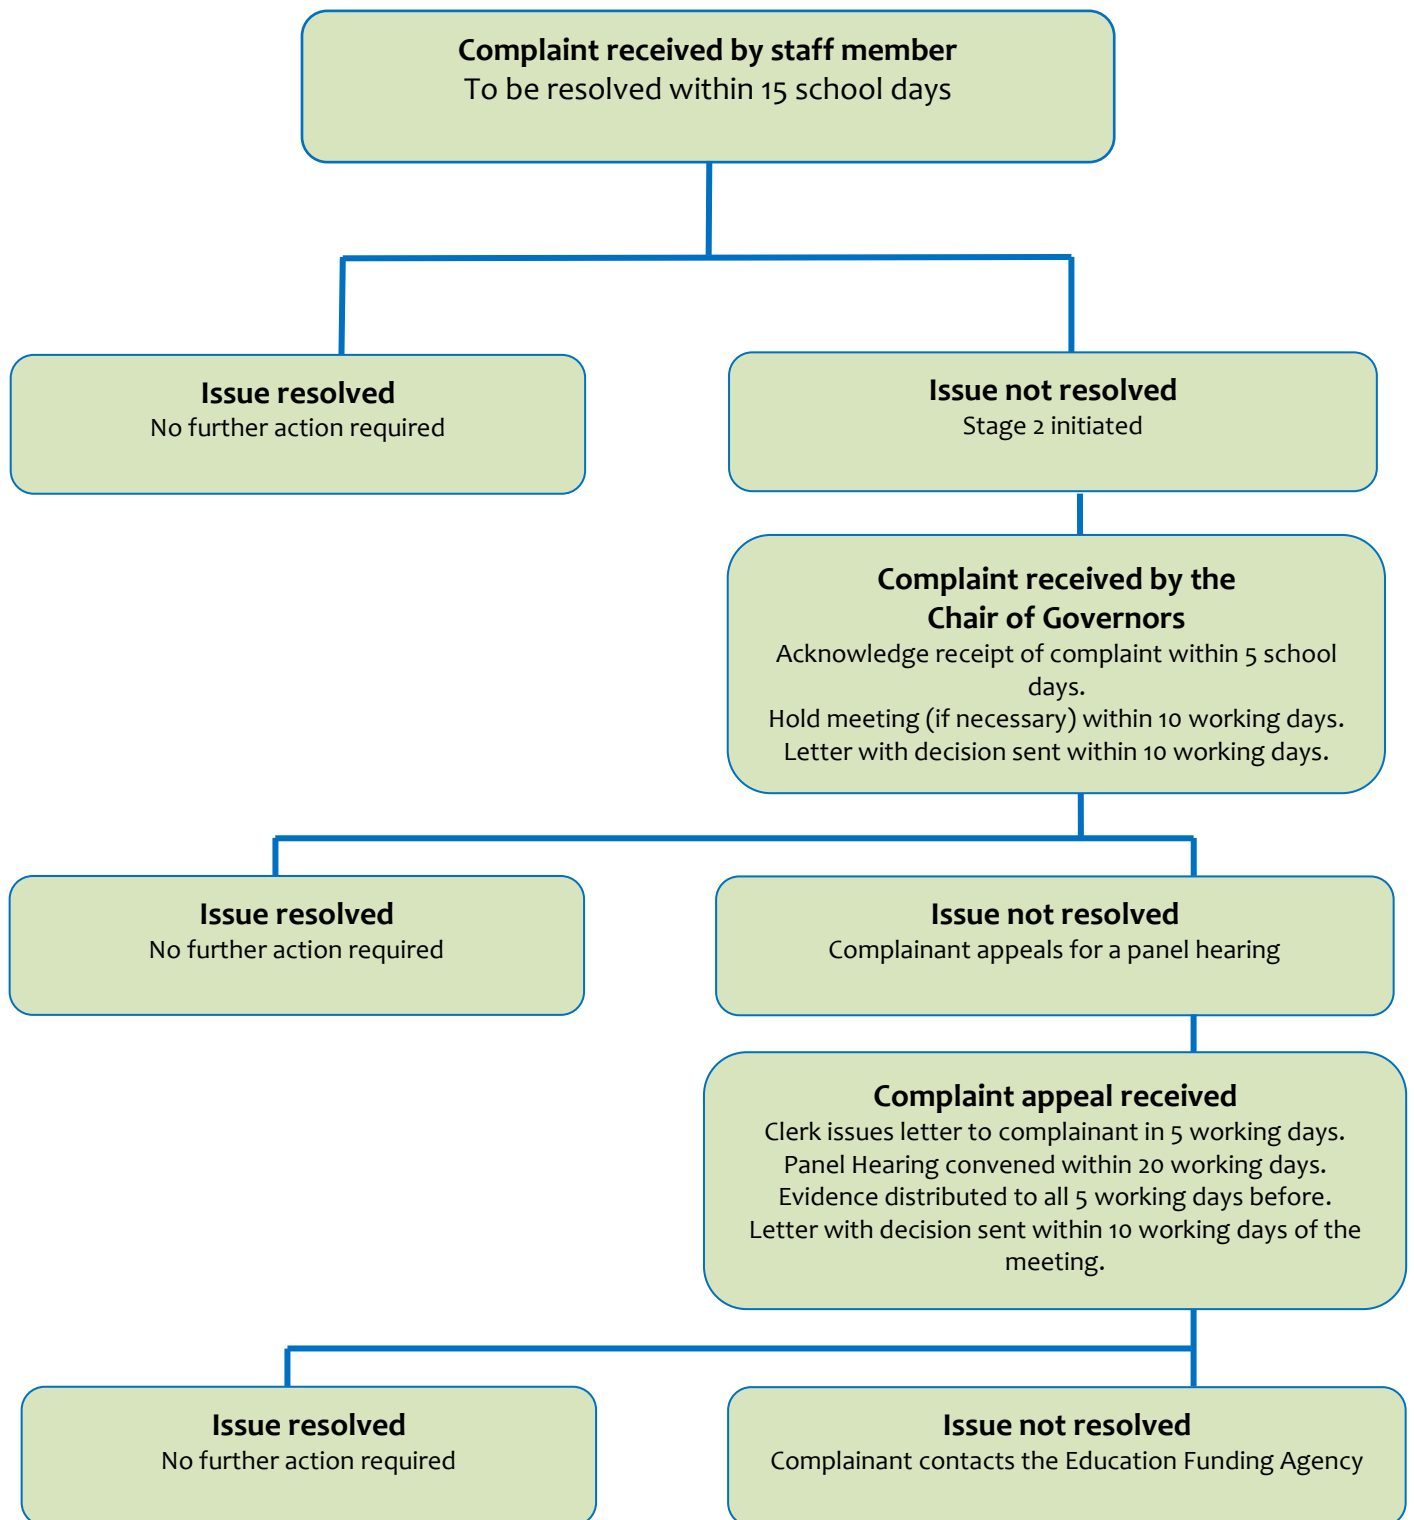 Complaint received by staff member
To be resolved within 15 school days
Issue resolved
No further action required
Issue not resolved
Stage 2 initiated
Complaint received by the
Chair of Governors
Acknowledge receipt of complaint within 5 school
days.
Hold meeting (if necessary) within 10 working days.
Letter with decision sent within 10 working days.
Issue resolved
No further action required
Issue not resolved
Complainant appeals for a panel hearing
Complaint appeal received
Clerk issues letter to complainant in 5 working days.
Panel Hearing convened within 20 working days.
Evidence distributed to all 5 working days before.
Letter with decision sent within 10 working days of the
meeting.
Issue resolved
No further action required
Issue not resolved
Complainant contacts the Education Funding Agency